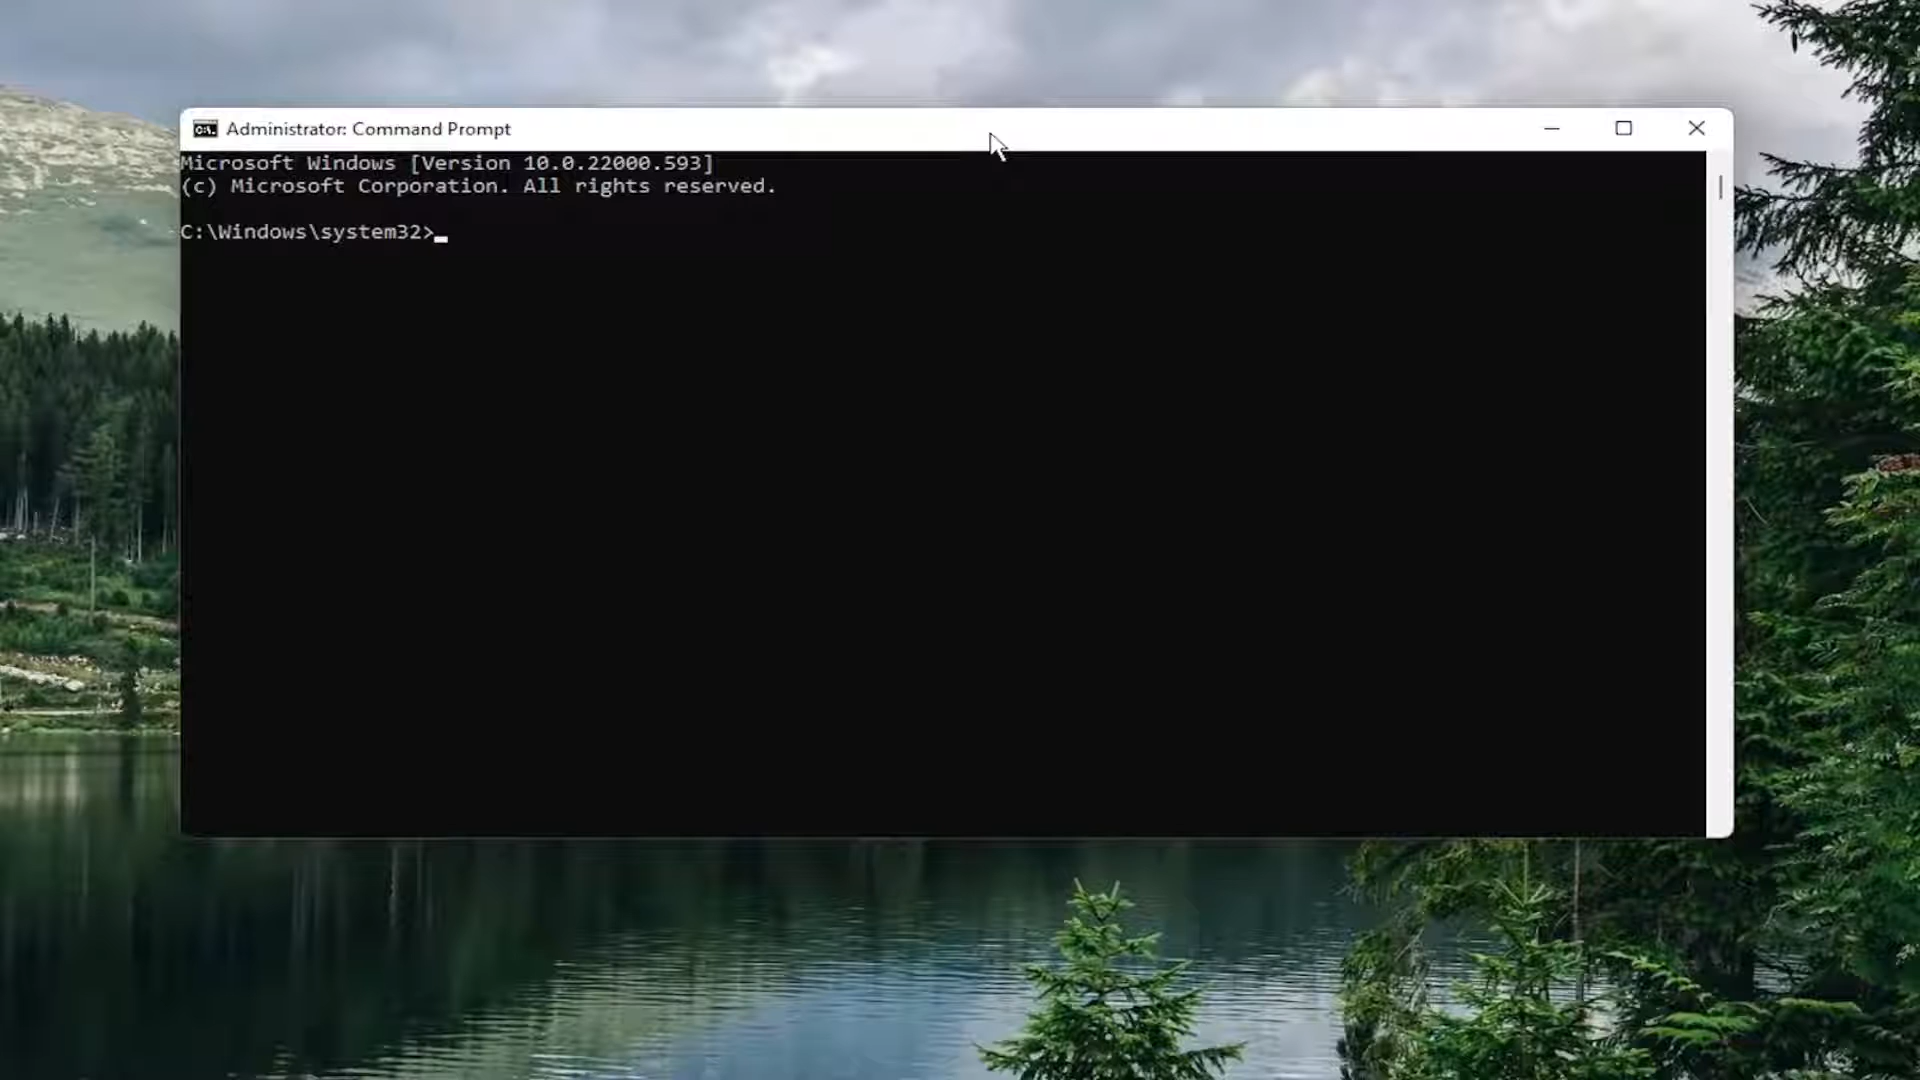 Administrator: Command Prompt
Microsoft Windows [Version 10.0.22000.593]
(c) Microsoft Corporation. All rights reserved.
C:\Windows\system32>